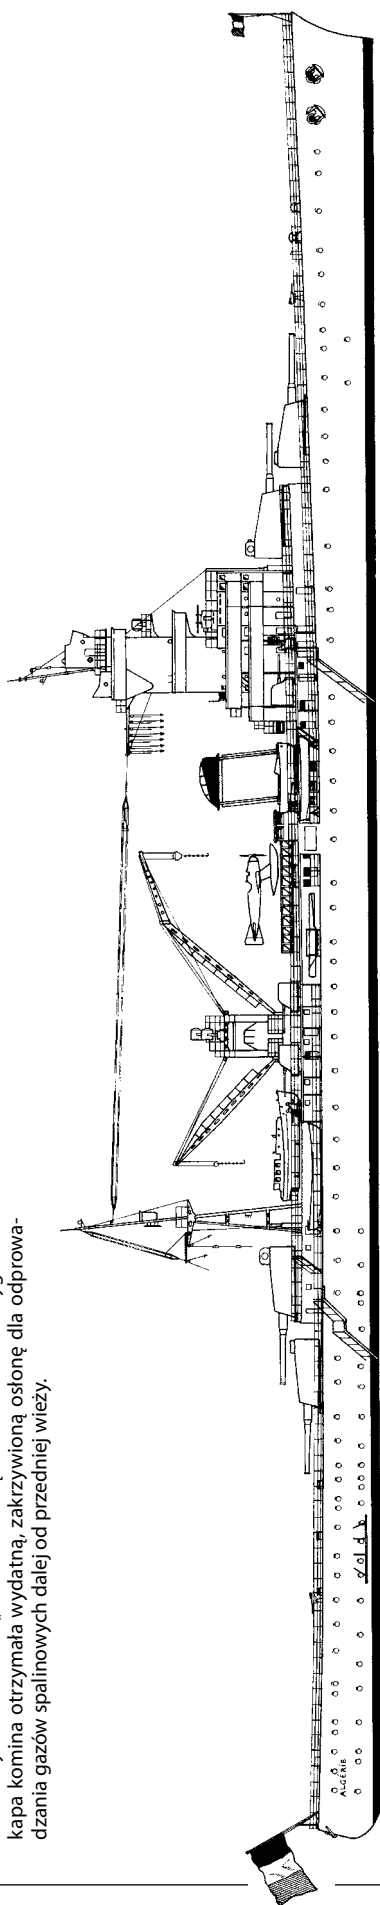 kapa komina otrzymała wydatną, zakrzywioną osłonę dla odprowa-
dzania gazów spalinowych dalej od przedniej wieży.
ALGÉRIE